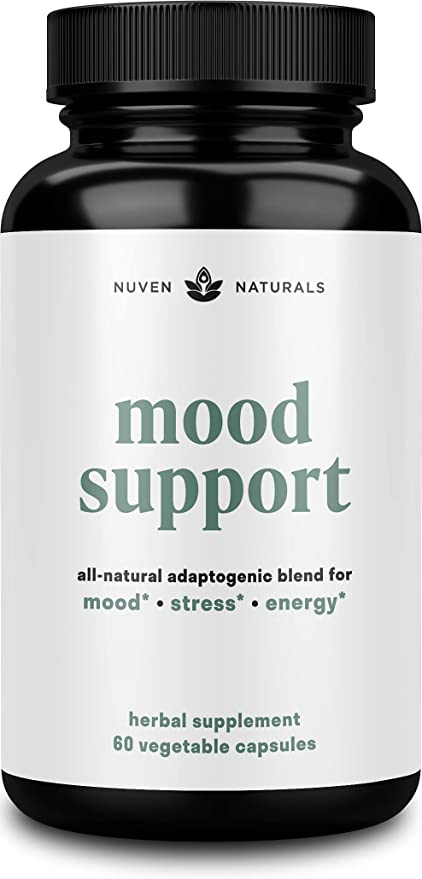 NUVEN NATURALS
mood
support
all-natural adaptogenic blend for
mood* • stress* • energy*
herbal supplement
60 vegetable capsules